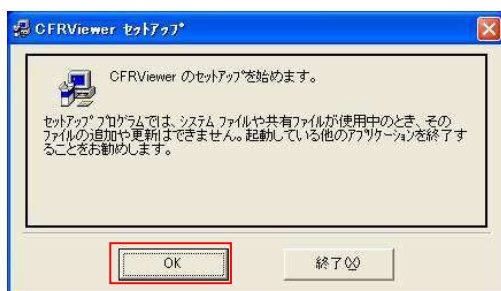 CFRViewer ｾｯﾄｱｯﾌﾟ
CFRViewer のｾｯﾄｱｯﾌﾟを始めます。
ｾｯﾄｱｯﾌﾟ ﾌﾟﾛｸﾞﾗﾑでは、ｼｽﾃﾑ ﾌｧｲﾙや共有ﾌｧｲﾙが使用中のとき、その
ﾌｧｲﾙの追加や更新はできません。起動している他のｱﾌﾟﾘｹｰｼｮﾝを終了す
ることをお勧めします。
OK
終了(X)